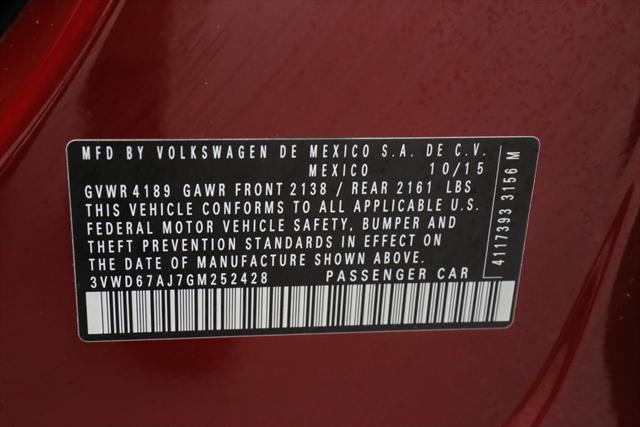 MFD BY VOLKSWAGEN DE MEXICO S.A. DE C.V.
MEXICO 10/15
GVWR 4189 GAWR FRONT 2138 / REAR 2161 LBS
THIS VEHICLE CONFORMS TO ALL APPLICABLE U.S.
FEDERAL MOTOR VEHICLE SAFETY, BUMPER AND
THEFT PREVENTION STANDARDS IN EFFECT ON
THE DATE OF MANUFACTURE SHOWN ABOVE.
3VWD67AJ7GM252428 PASSENGER CAR
4117393 3156 M